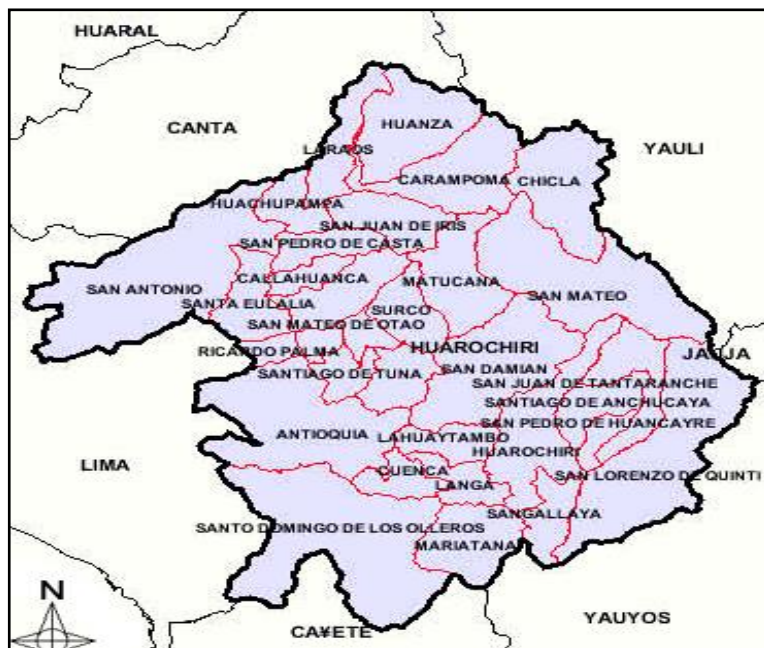 HUARAL
CANTA
HUANZA
YAULI
LARAOS
CARAMPOMA
CHICLA
HUACHUPAMPA
SAN JUAN DE IRIS
SAN PEDRO DE CASTA
CALLAHUANCA
MATUCANA
SAN ANTONIO
SAN MATEO
SANTA EULALIA
SURCO
SAN MATEO DE OTAO
RICARDO PALMA
HUAROCHIRI
JAUJA
SANTIAGO DE TUNA
SAN DAMIAN
SAN JUAN DE TANTARANCHE
SANTIAGO DE ANCHUCAYA
SAN PEDRO DE HUANCAYRE
ANTIOQUIA
LAHUAYTAMBO
HUAROCHIRI
LIMA
CUENCA
SAN LORENZO DE QUINTI
LANGA
SANGALLAYA
SANTO DOMINGO DE LOS OLLEROS
MARIATANA
N
YAUYOS
CA¥ETE